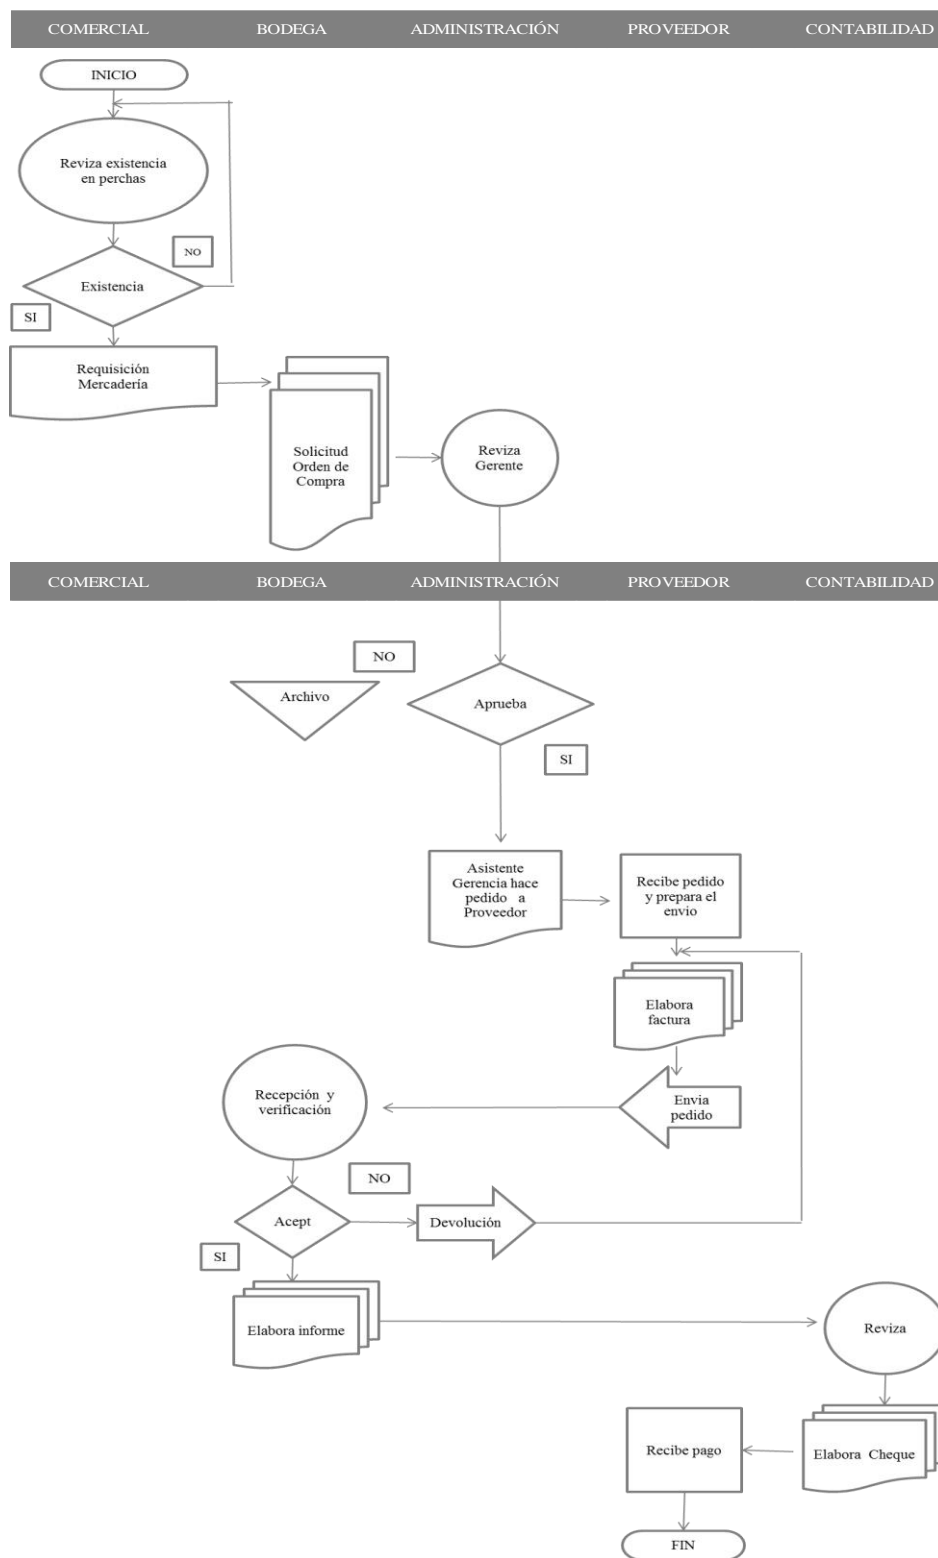 COMERCIAL BODEGA ADMINISTRACIÓN PROVEEDOR CONTABILIDAD
INICIO
Reviza existencia
en perchas
NO
Existencia
SI
Requisición
Mercadería
Solicitud
Orden de
Compra
Reviza
Gerente
COMERCIAL BODEGA ADMINISTRACIÓN PROVEEDOR CONTABILIDAD
NO
Archivo
Aprueba
SI
Asistente
Gerencia hace
pedido a
Proveedor
Recibe pedido
y prepara el
envío
Elabora
factura
Envia
pedido
Recepción y
verificación
NO
Acept
Devolución
SI
Elabora informe
Reviza
Elabora Cheque
Recibe pago
FIN